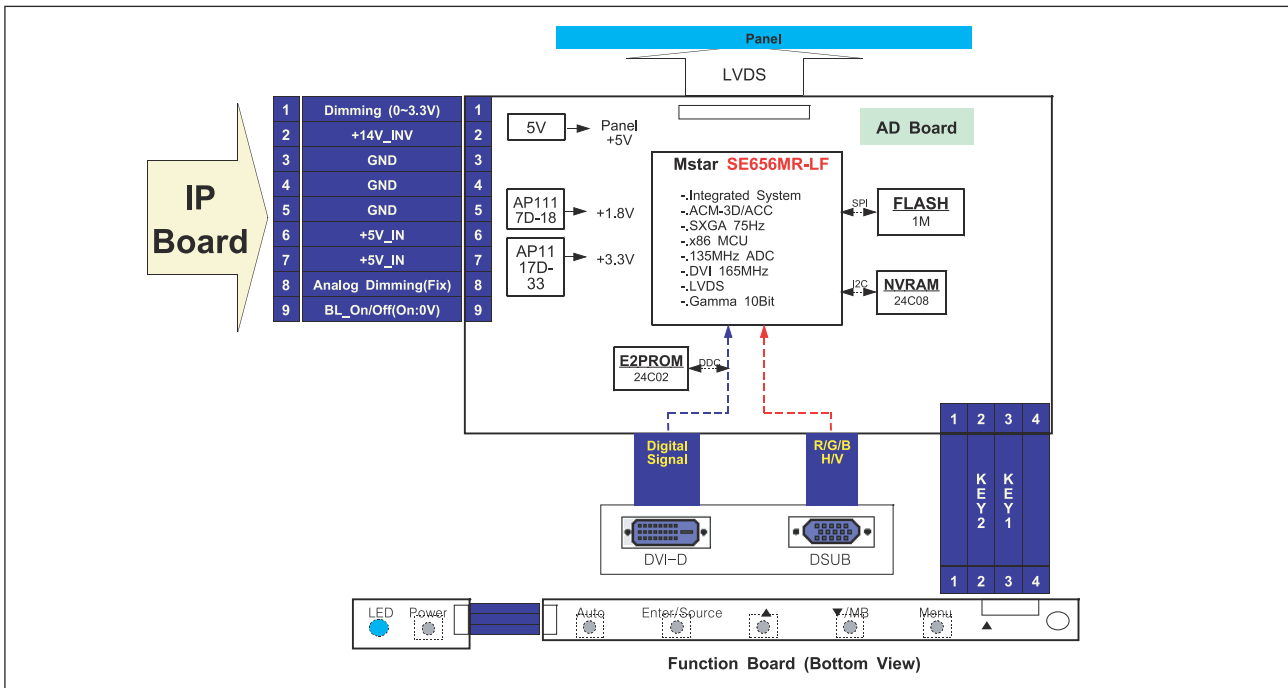 Panel
LVDS
AD Board
IP
Board
1 Dimming (0~3.3V) 1
2 +14V_INV 2
3 GND 3
4 GND 4
5 GND 5
6 +5V_IN 6
7 +5V_IN 7
8 Analog Dimming(Fix) 8
9 BL_On/Off(On:0V) 9
5V
Panel
+5V
AP111
7D-18
+1.8V
AP11
17D-
33
+3.3V
Mstar SE656MR-LF
-.Integrated System
-.ACM-3D/ACC
-.SXGA 75Hz
-.x86 MCU
-.135MHz ADC
-.DVI 165MHz
-.LVDS
-.Gamma 10Bit
SPI
FLASH
1M
I2C
NVRAM
24C08
E2PROM
24C02
DDC
Digital
Signal
R/G/B
H/V
DVI-D
DSUB
1 2 3 4
KEY2
KEY1
1 2 3 4
LED Power
Auto Enter/Source ▲ ▼/MB Menu
▲
Function Board (Bottom View)